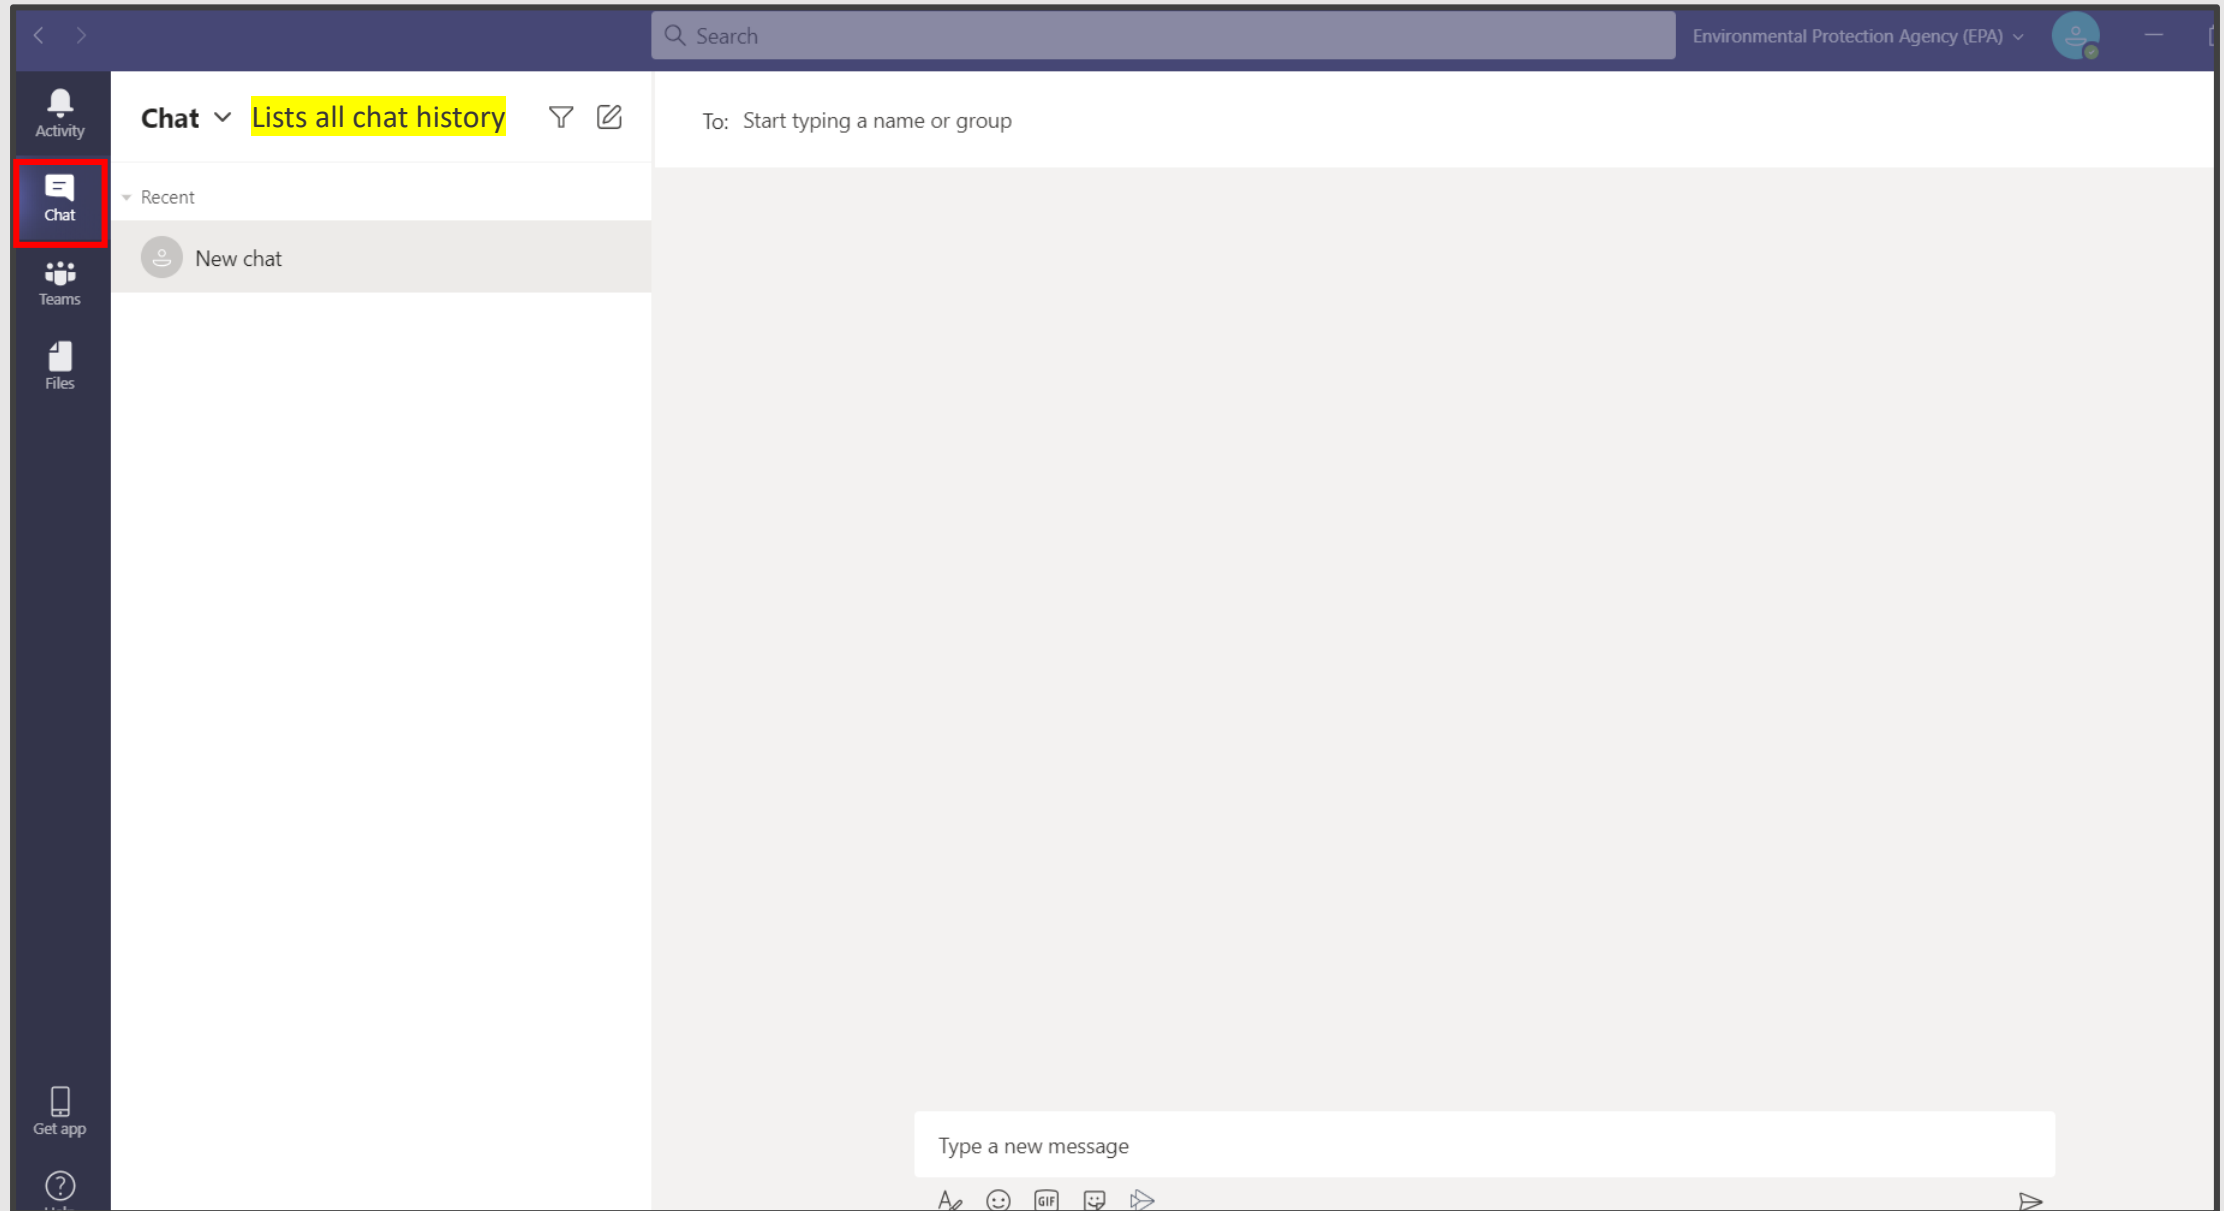 Search
Environmental Protection Agency (EPA)
Activity
Chat
Lists all chat history
To: Start typing a name or group
Chat
Recent
New chat
Teams
Files
Get app
Type a new message
GIF